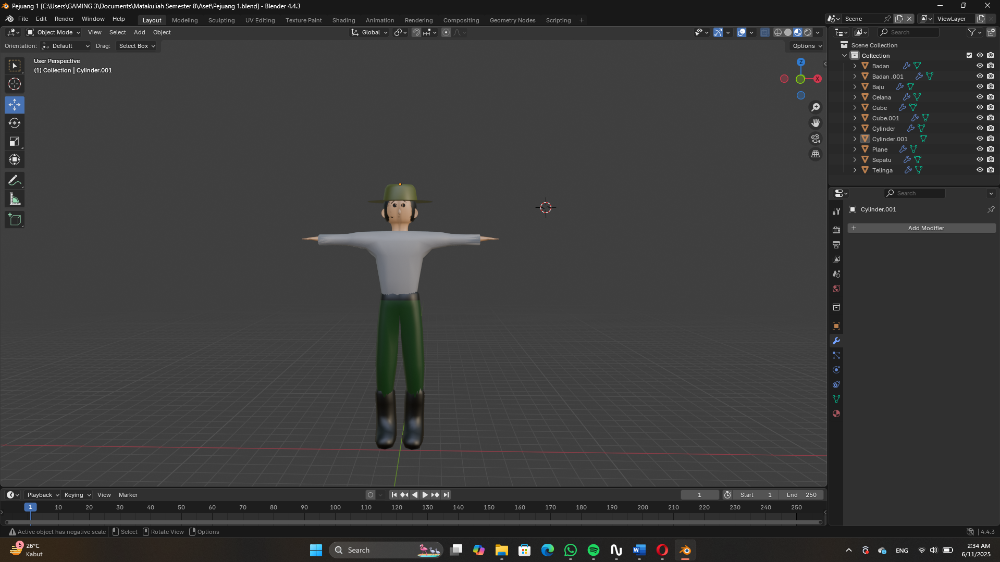 Pejuang 1 [C:\Users\GAMING 3\Documents\Matakuliah Semester 8\Aset\Pejuang 1.blend] - Blender 4.4.3
File Edit Render Window Help Layout Modeling Sculpting UV Editing Texture Paint Shading Animation Rendering Compositing Geometry Nodes Scripting + Scene ViewLayer
Object Mode View Select Add Object Global
Orientation: Default Drag: Select Box Options
User Perspective
(1) Collection | Cylinder.001
Z
X
Search
Scene Collection
Collection
Badan
Badan .001
Baju
Celana
Cube
Cube.001
Cylinder
Cylinder.001
Plane
Sepatu
Telinga
Search
Cylinder.001
+ Add Modifier
Playback Keying View Marker 1 Start 1 End 250
1 10 20 30 40 50 60 70 80 90 100 110 120 130 140 150 160 170 180 190 200 210 220 230 240 250
Active object has negative scale Select Rotate View Options 4.4.3
5 26°C
Kabut
Search
ENG
2:34 AM
6/11/2025